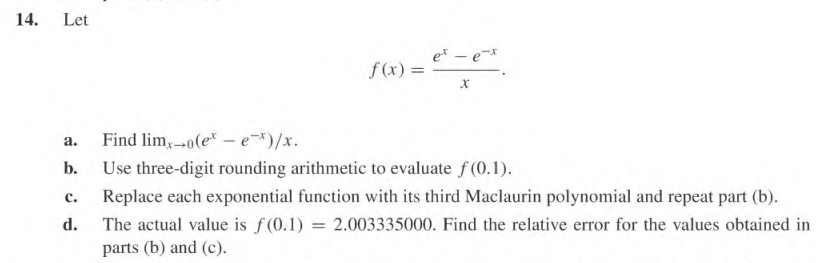 14. Let
f(x) = \frac{e^x - e^{-x}}{x}.
a. Find lim_{x→0}(e^x − e^{−x})/x.
b. Use three-digit rounding arithmetic to evaluate f(0.1).
c. Replace each exponential function with its third Maclaurin polynomial and repeat part (b).
d. The actual value is f(0.1) = 2.003335000. Find the relative error for the values obtained in
parts (b) and (c).